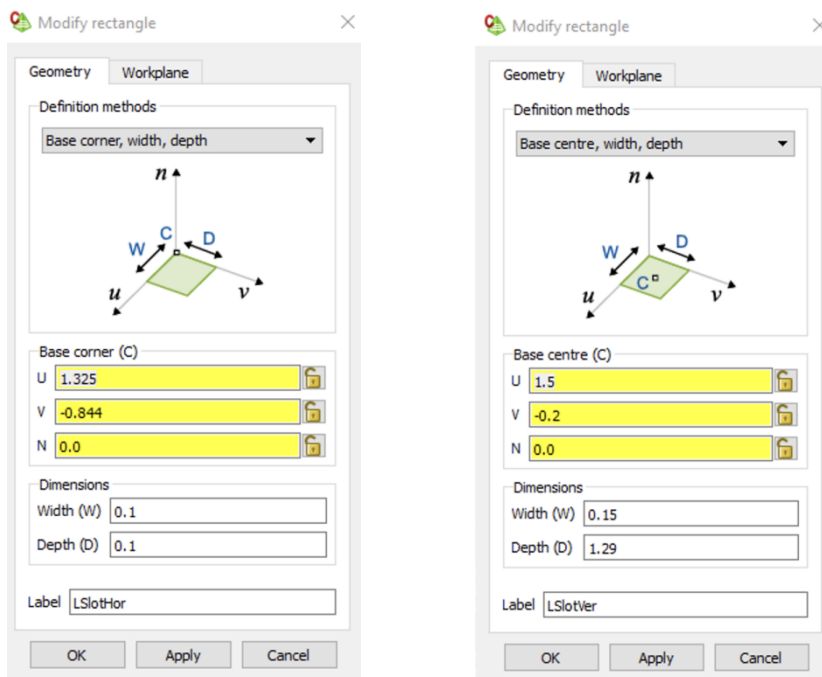 Modify rectangle
Geometry Workplane
Definition methods
Base corner, width, depth
n
C
W
D
u
v
Base corner (C)
U 1.325
V -0.844
N 0.0
Dimensions
Width (W) 0.1
Depth (D) 0.1
Label LSlotHor
OK Apply Cancel
Modify rectangle
Geometry Workplane
Definition methods
Base centre, width, depth
n
W
D
C
u
v
Base centre (C)
U 1.5
V -0.2
N 0.0
Dimensions
Width (W) 0.15
Depth (D) 1.29
Label LSlotVer
OK Apply Cancel